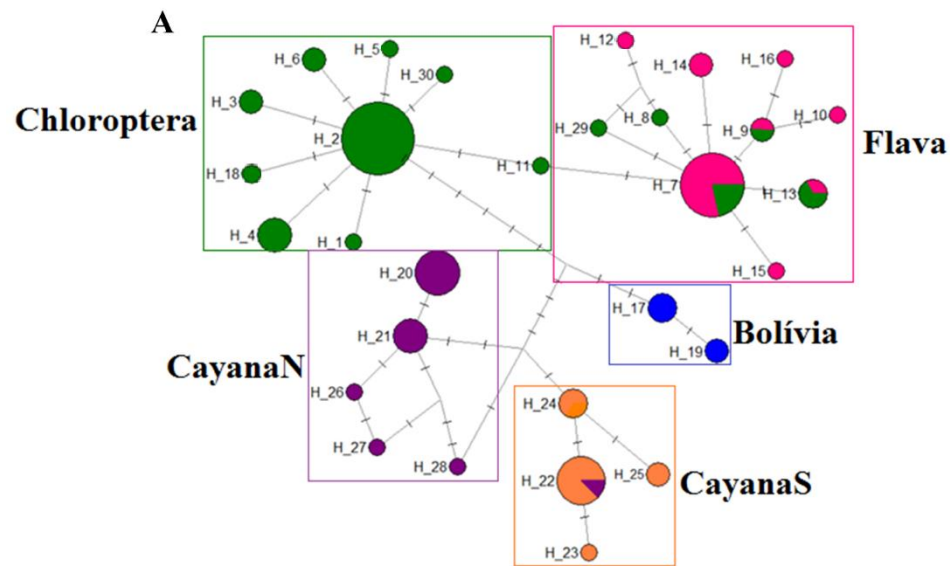 A
Chloroptera
H_6
H_5
H_30
H_3
H_2
H_18
H_4
H_1
H_11
H_12
H_14
H_16
H_10
H_9
H_8
H_29
H_7
H_13
H_15
Flava
H_20
H_21
H_26
H_27
H_28
CayanaN
H_17
H_19
Bolívia
H_24
H_25
H_22
H_23
CayanaS